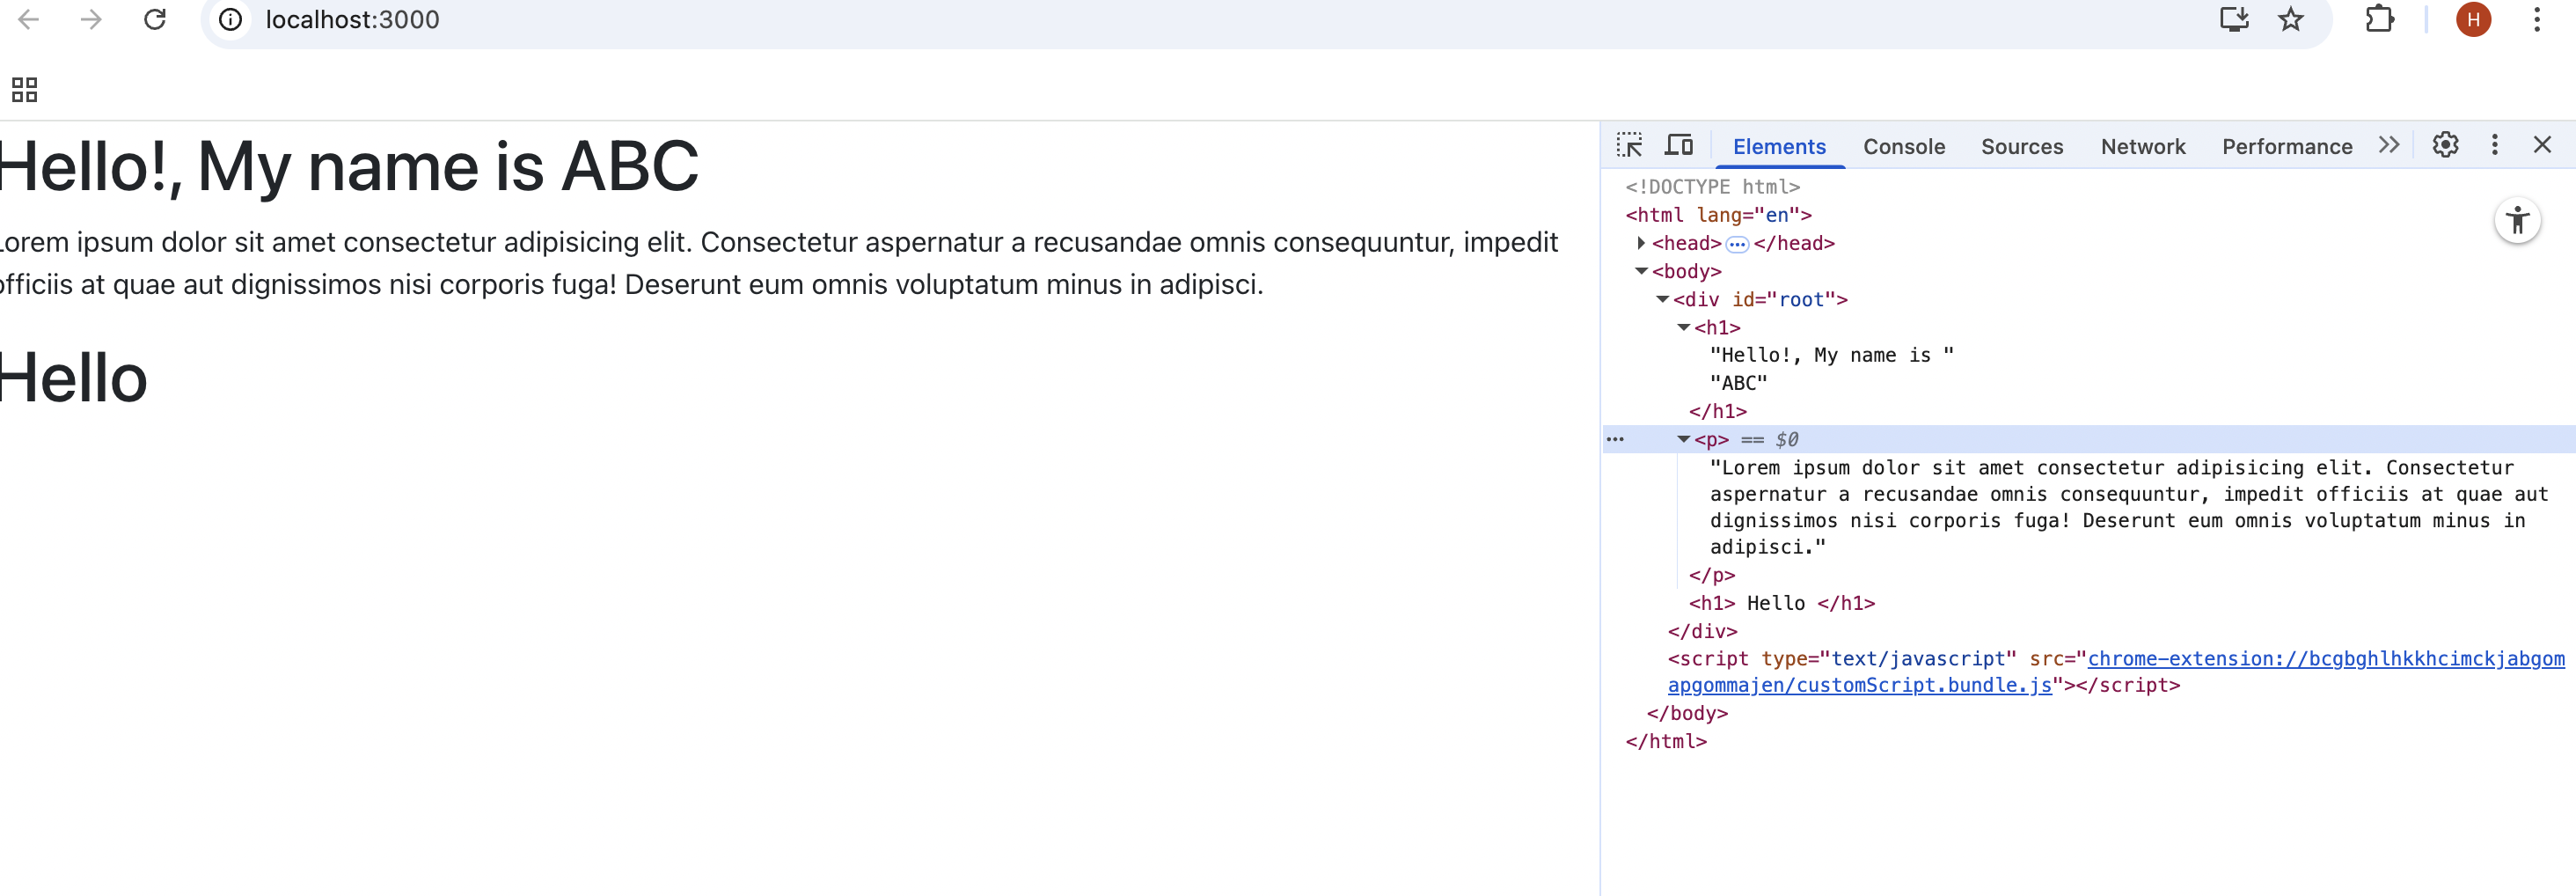 localhost:3000
H
Hello!, My name is ABC
Lorem ipsum dolor sit amet consectetur adipisicing elit. Consectetur aspernatur a recusandae omnis consequuntur, impedit
officiis at quae aut dignissimos nisi corporis fuga! Deserunt eum omnis voluptatum minus in adipisci.
Hello
Elements Console Sources Network Performance
<!DOCTYPE html>
<html lang="en">
<head> ••• </head>
<body>
<div id="root">
<h1>
"Hello!, My name is "
"ABC"
</h1>
<p> == $0
"Lorem ipsum dolor sit amet consectetur adipisicing elit. Consectetur
aspernatur a recusandae omnis consequuntur, impedit officiis at quae aut
dignissimos nisi corporis fuga! Deserunt eum omnis voluptatum minus in
adipisci."
</p>
<h1> Hello </h1>
</div>
<script type="text/javascript" src="chrome-extension://bcgbghlhkkhcimckjabgom
apgommajen/customScript.bundle.js"></script>
</body>
</html>